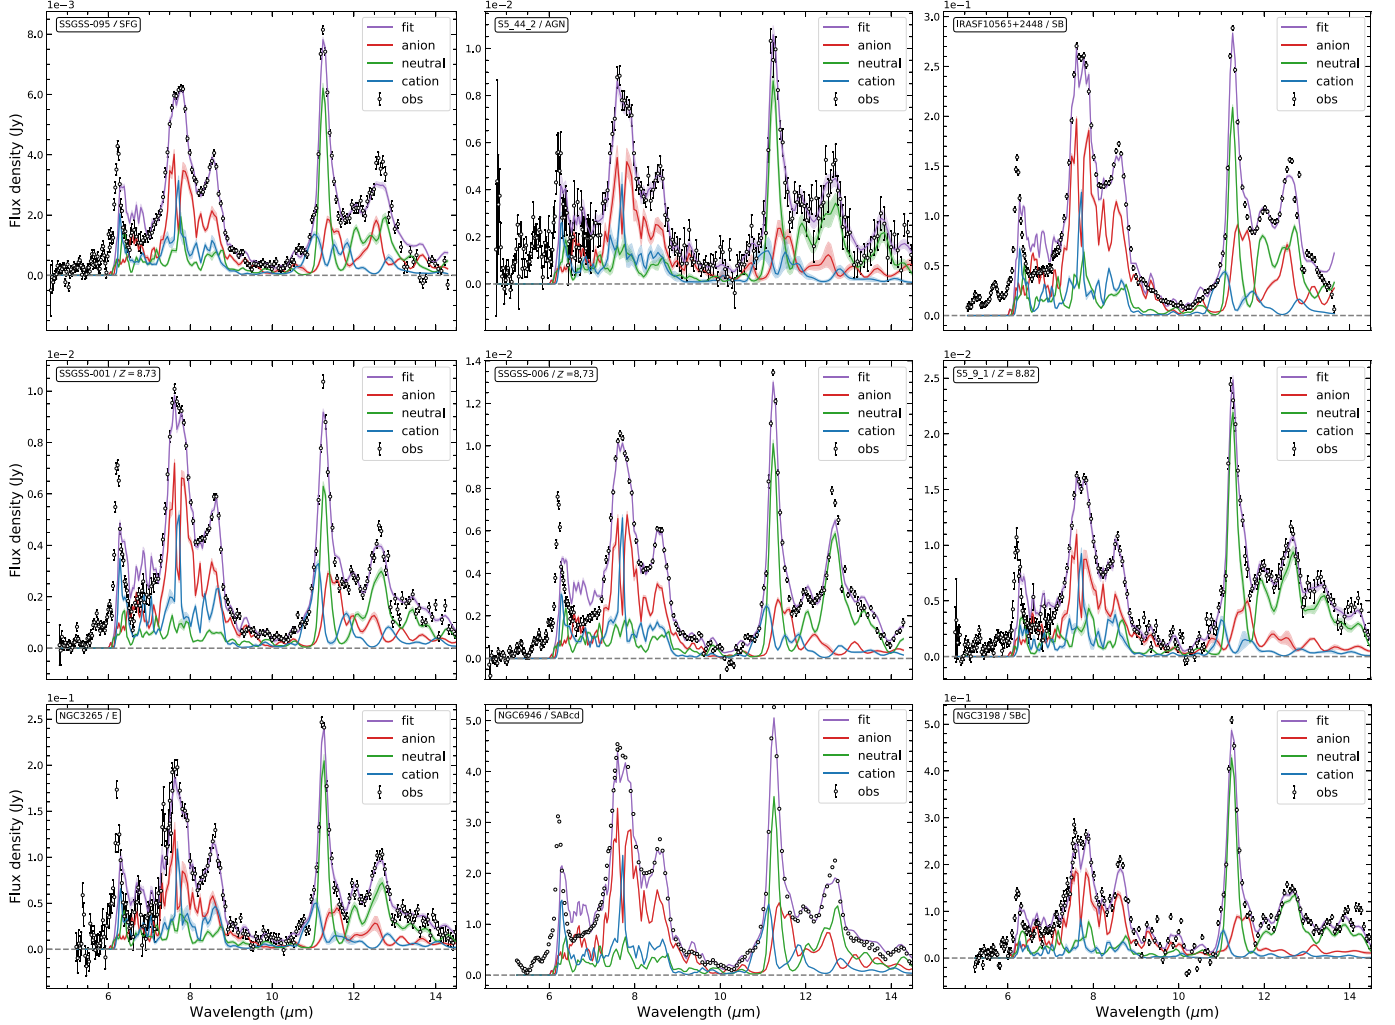 1e−3
SSGSS-095 / SFG
fit
anion
neutral
cation
obs
8.0
6.0
4.0
2.0
0.0
Flux density (Jy)
1e−2
S5_44_2 / AGN
fit
anion
neutral
cation
obs
1.0
0.8
0.6
0.4
0.2
0.0
1e−1
IRASF10565+2448 / SB
fit
anion
neutral
cation
obs
3.0
2.5
2.0
1.5
1.0
0.5
0.0
1e−2
SSGSS-001 / Z = 8.73
fit
anion
neutral
cation
obs
1.0
0.8
0.6
0.4
0.2
0.0
Flux density (Jy)
1e−2
SSGSS-006 / Z = 8.73
fit
anion
neutral
cation
obs
1.4
1.2
1.0
0.8
0.6
0.4
0.2
0.0
1e−2
S5_9_1 / Z = 8.82
fit
anion
neutral
cation
obs
2.5
2.0
1.5
1.0
0.5
0.0
1e−1
NGC3265 / E
fit
anion
neutral
cation
obs
2.5
2.0
1.5
1.0
0.5
0.0
Flux density (Jy)
6 8 10 12 14
Wavelength (μm)
NGC6946 / SABcd
fit
anion
neutral
cation
obs
5.0
4.0
3.0
2.0
1.0
0.0
6 8 10 12 14
Wavelength (μm)
1e−1
NGC3198 / SBc
fit
anion
neutral
cation
obs
5.0
4.0
3.0
2.0
1.0
0.0
6 8 10 12 14
Wavelength (μm)